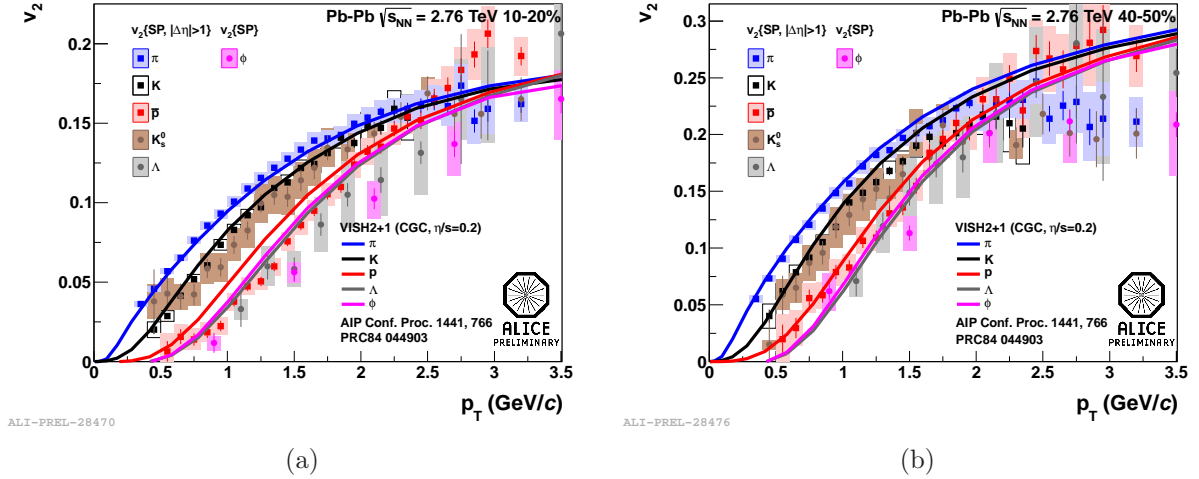 v₂
Pb-Pb √s_NN = 2.76 TeV 10-20%
v₂{SP, |Δη|>1} v₂{SP}
π
φ
K
p̅
K⁰ₛ
Λ
VISH2+1 (CGC, η/s=0.2)
π
K
p
Λ
φ
AIP Conf. Proc. 1441, 766
PRC84 044903
ALICE
PRELIMINARY
0.2
0.15
0.1
0.05
0
0 0.5 1 1.5 2 2.5 3 3.5
p_T (GeV/c)
ALI-PREL-28470
(a)
v₂
Pb-Pb √s_NN = 2.76 TeV 40-50%
v₂{SP, |Δη|>1} v₂{SP}
π
φ
K
p̅
K⁰ₛ
Λ
VISH2+1 (CGC, η/s=0.2)
π
K
p
Λ
φ
AIP Conf. Proc. 1441, 766
PRC84 044903
ALICE
PRELIMINARY
0.3
0.25
0.2
0.15
0.1
0.05
0
0 0.5 1 1.5 2 2.5 3 3.5
p_T (GeV/c)
ALI-PREL-28476
(b)